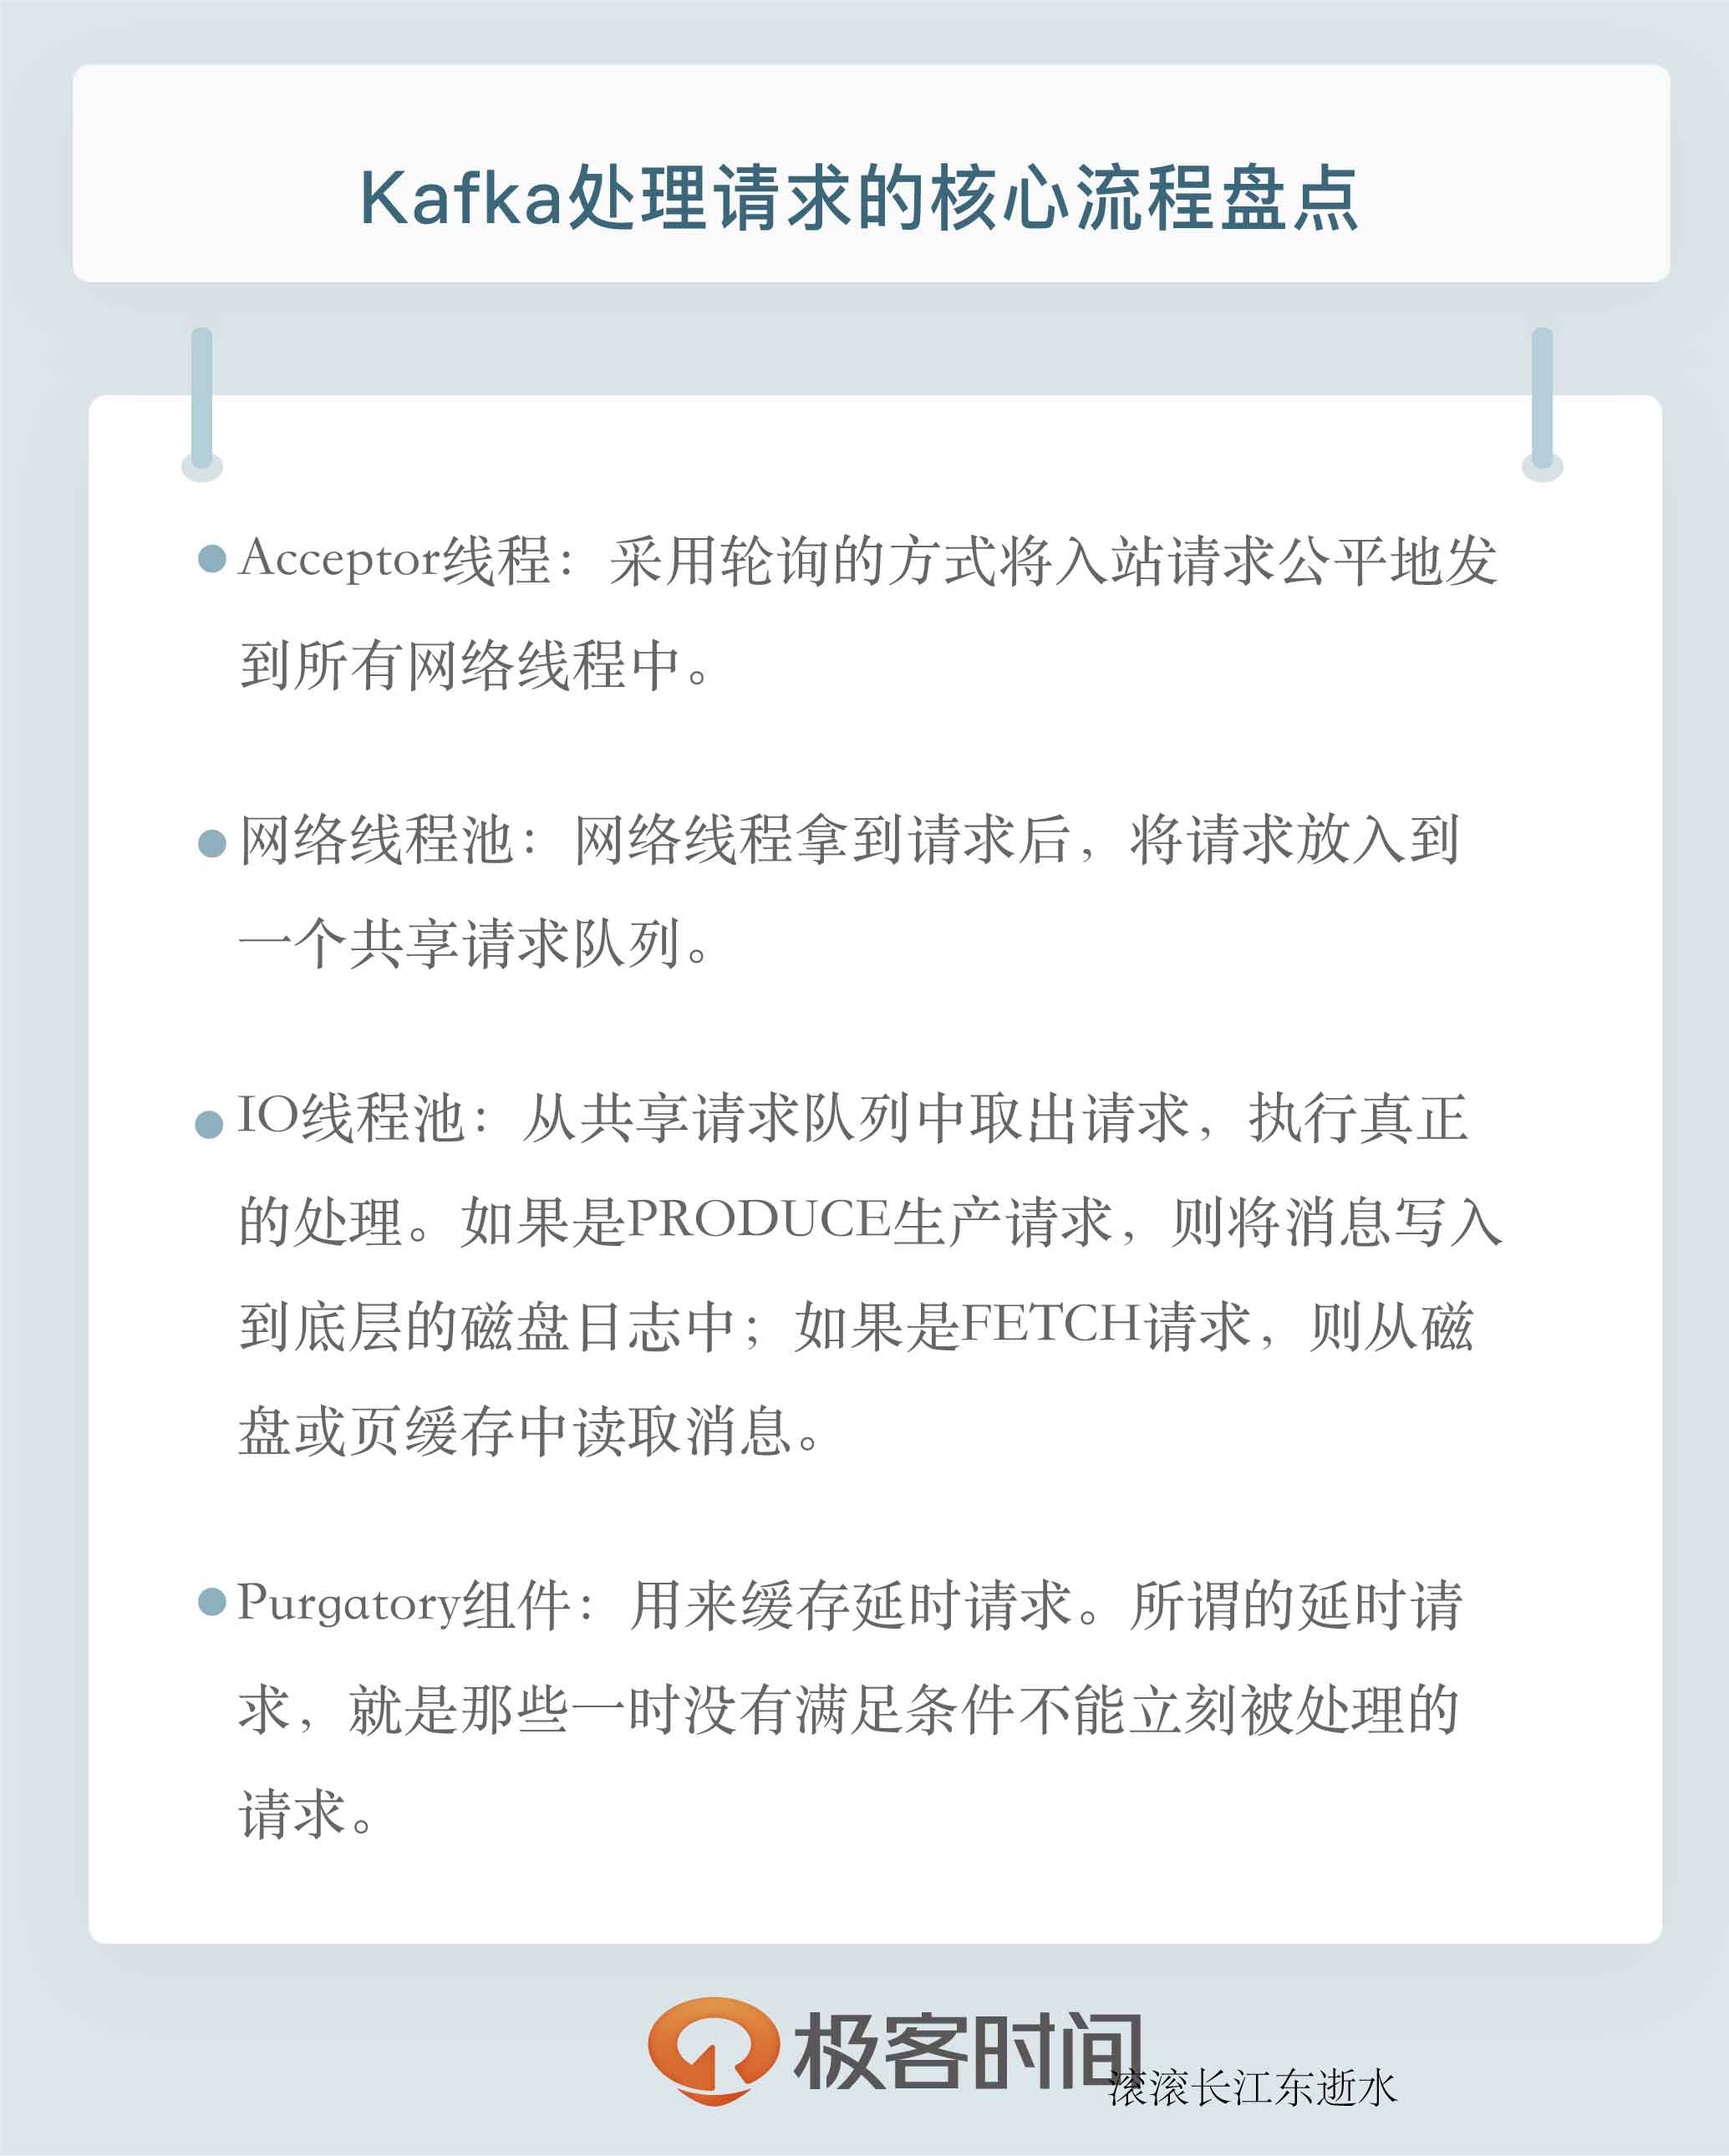 Kafka处理请求的核心流程盘点
Acceptor线程：采用轮询的方式将入站请求公平地发
到所有网络线程中。
网络线程池：网络线程拿到请求后，将请求放入到
一个共享请求队列。
IO线程池：从共享请求队列中取出请求，执行真正
的处理。如果是PRODUCE生产请求，则将消息写入
到底层的磁盘日志中；如果是FETCH请求，则从磁
盘或页缓存中读取消息。
Purgatory组件：用来缓存延时请求。所谓的延时请
求，就是那些一时没有满足条件不能立刻被处理的
请求。
极客时间
滚滚长江东逝水